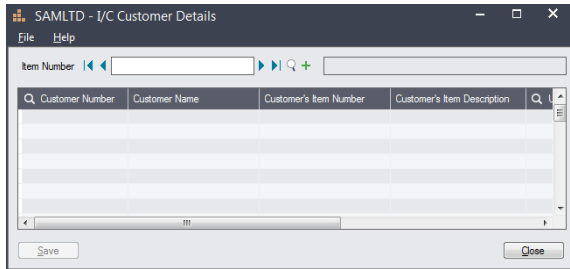 SAMLTD - I/C Customer Details
File Help
Item Number
Customer Number Customer Name Customer's Item Number Customer's Item Description
Save Close